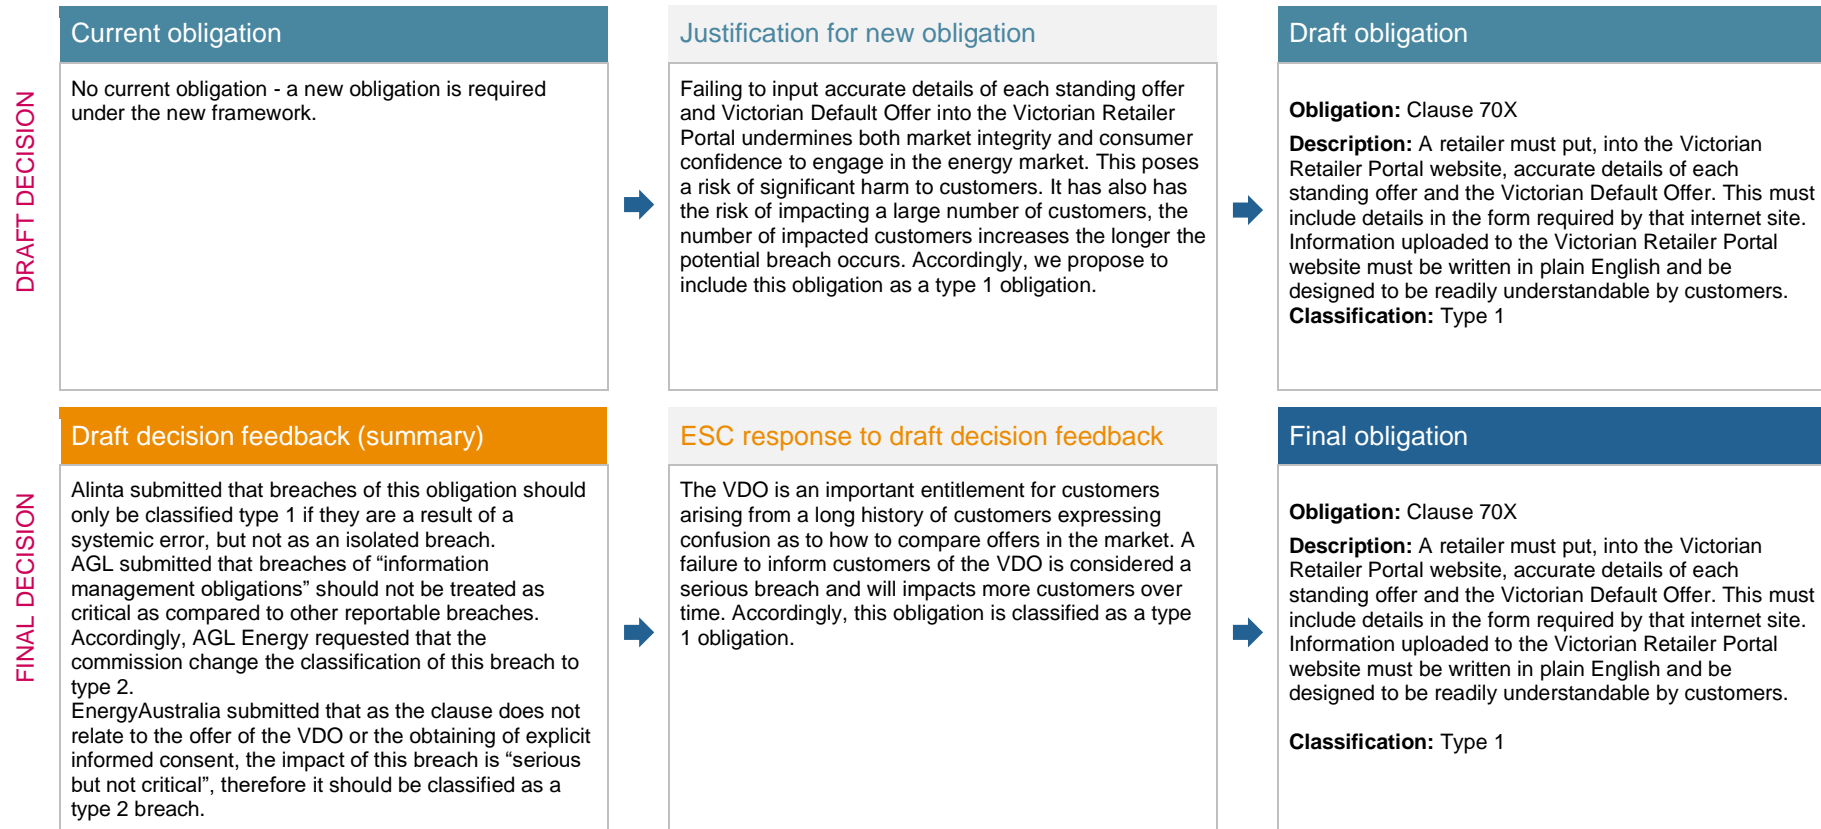 DRAFT DECISION
Current obligation
No current obligation - a new obligation is required
under the new framework.
Justification for new obligation
Failing to input accurate details of each standing offer
and Victorian Default Offer into the Victorian Retailer
Portal undermines both market integrity and consumer
confidence to engage in the energy market. This poses
a risk of significant harm to customers. It has also has
the risk of impacting a large number of customers, the
number of impacted customers increases the longer the
potential breach occurs. Accordingly, we propose to
include this obligation as a type 1 obligation.
Draft obligation
Obligation: Clause 70X
Description: A retailer must put, into the Victorian
Retailer Portal website, accurate details of each
standing offer and the Victorian Default Offer. This must
include details in the form required by that internet site.
Information uploaded to the Victorian Retailer Portal
website must be written in plain English and be
designed to be readily understandable by customers.
Classification: Type 1
FINAL DECISION
Draft decision feedback (summary)
Alinta submitted that breaches of this obligation should
only be classified type 1 if they are a result of a
systemic error, but not as an isolated breach.
AGL submitted that breaches of “information
management obligations” should not be treated as
critical as compared to other reportable breaches.
Accordingly, AGL Energy requested that the
commission change the classification of this breach to
type 2.
EnergyAustralia submitted that as the clause does not
relate to the offer of the VDO or the obtaining of explicit
informed consent, the impact of this breach is “serious
but not critical”, therefore it should be classified as a
type 2 breach.
ESC response to draft decision feedback
The VDO is an important entitlement for customers
arising from a long history of customers expressing
confusion as to how to compare offers in the market. A
failure to inform customers of the VDO is considered a
serious breach and will impacts more customers over
time. Accordingly, this obligation is classified as a type
1 obligation.
Final obligation
Obligation: Clause 70X
Description: A retailer must put, into the Victorian
Retailer Portal website, accurate details of each
standing offer and the Victorian Default Offer. This must
include details in the form required by that internet site.
Information uploaded to the Victorian Retailer Portal
website must be written in plain English and be
designed to be readily understandable by customers.
Classification: Type 1